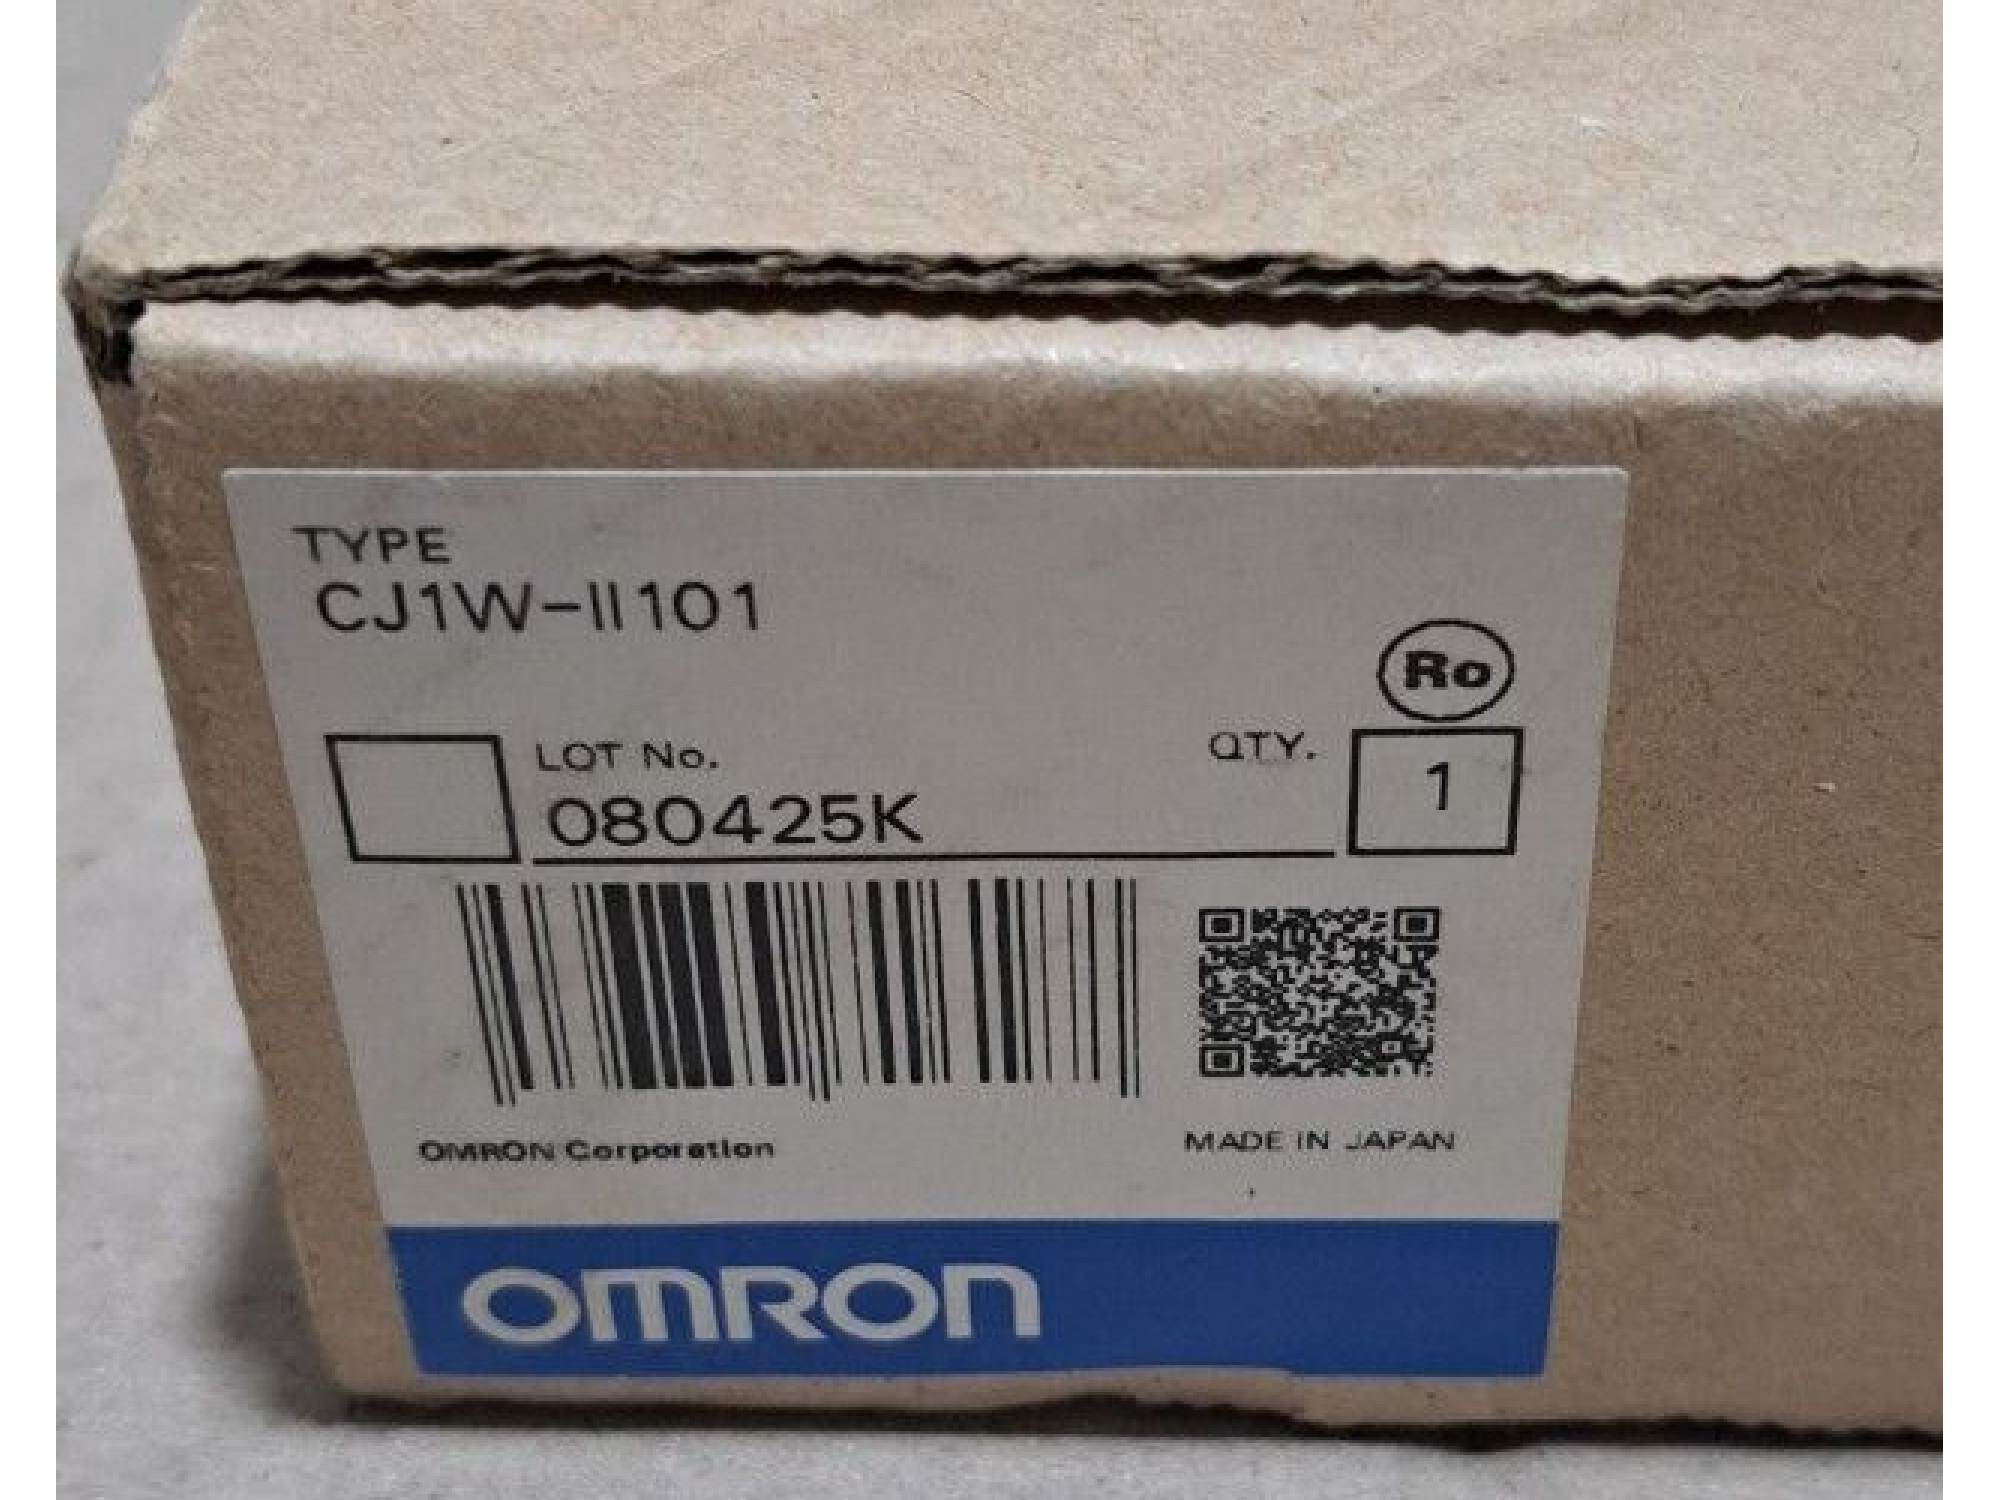 TYPE
CJ1W-II101
Ro
LOT No.
QTY.
080425K
1
OMRON Corporation
MADE IN JAPAN
OMRON